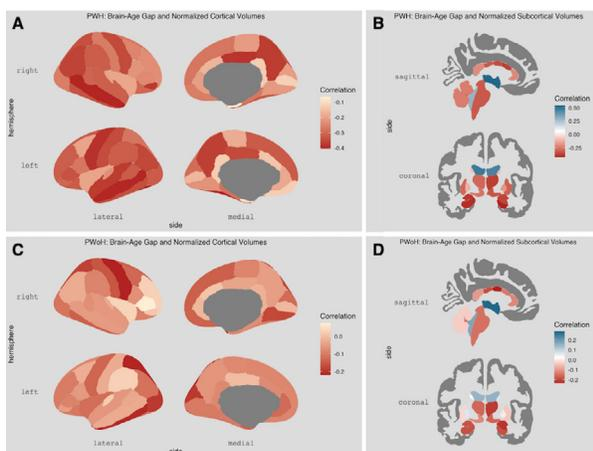 A
PWH: Brain-Age Gap and Normalized Cortical Volumes
right
left
hemisphere
lateral
medial
side
Correlation
-0.1
-0.2
-0.3
-0.4
B
PWH: Brain-Age Gap and Normalized Subcortical Volumes
sagittal
coronal
side
Correlation
0.50
0.25
0.00
-0.25
C
PWoH: Brain-Age Gap and Normalized Cortical Volumes
right
left
hemisphere
lateral
medial
side
Correlation
0.0
-0.1
-0.2
D
PWoH: Brain-Age Gap and Normalized Subcortical Volumes
sagittal
coronal
side
Correlation
0.2
0.1
0.0
-0.1
-0.2